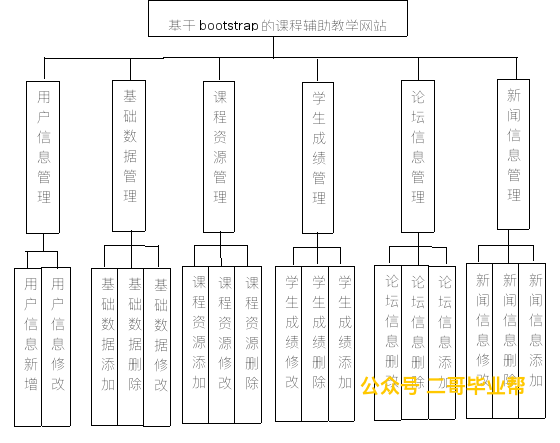 基于bootstrap的课程辅助教学网站
用户信息管理
基础数据管理
课程资源管理
学生成绩管理
论坛信息管理
新闻信息管理
用户信息新增
用户信息修改
基础数据添加
基础数据删除
基础数据修改
课程资源添加
课程资源修改
课程资源删除
学生成绩修改
学生成绩删除
学生成绩添加
论坛信息删改
论坛信息删除
论坛信息添加
新闻信息修改
新闻信息删除
新闻信息添加
公众号 二哥毕业帮